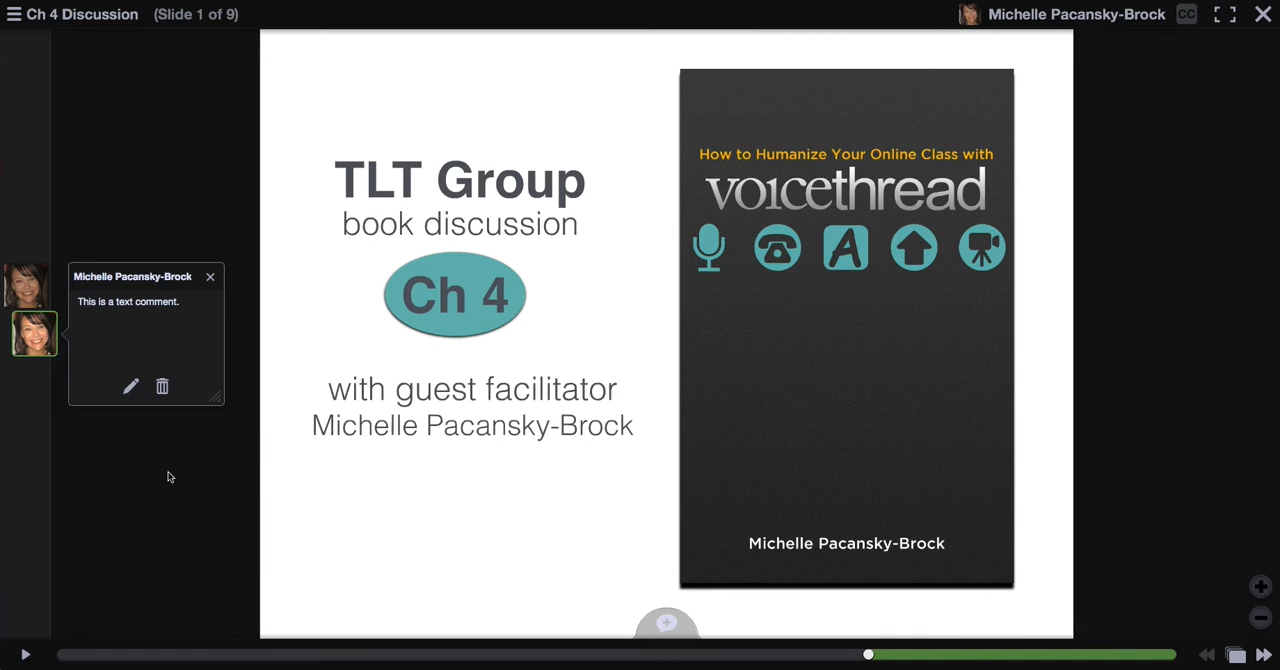 Ch 4 Discussion (Slide 1 of 9)
Michelle Pacansky-Brock CC
Michelle Pacansky-Brock
This is a text comment.
TLT Group
book discussion
Ch 4
with guest facilitator
Michelle Pacansky-Brock
How to Humanize Your Online Class with
voicethread
A
Michelle Pacansky-Brock